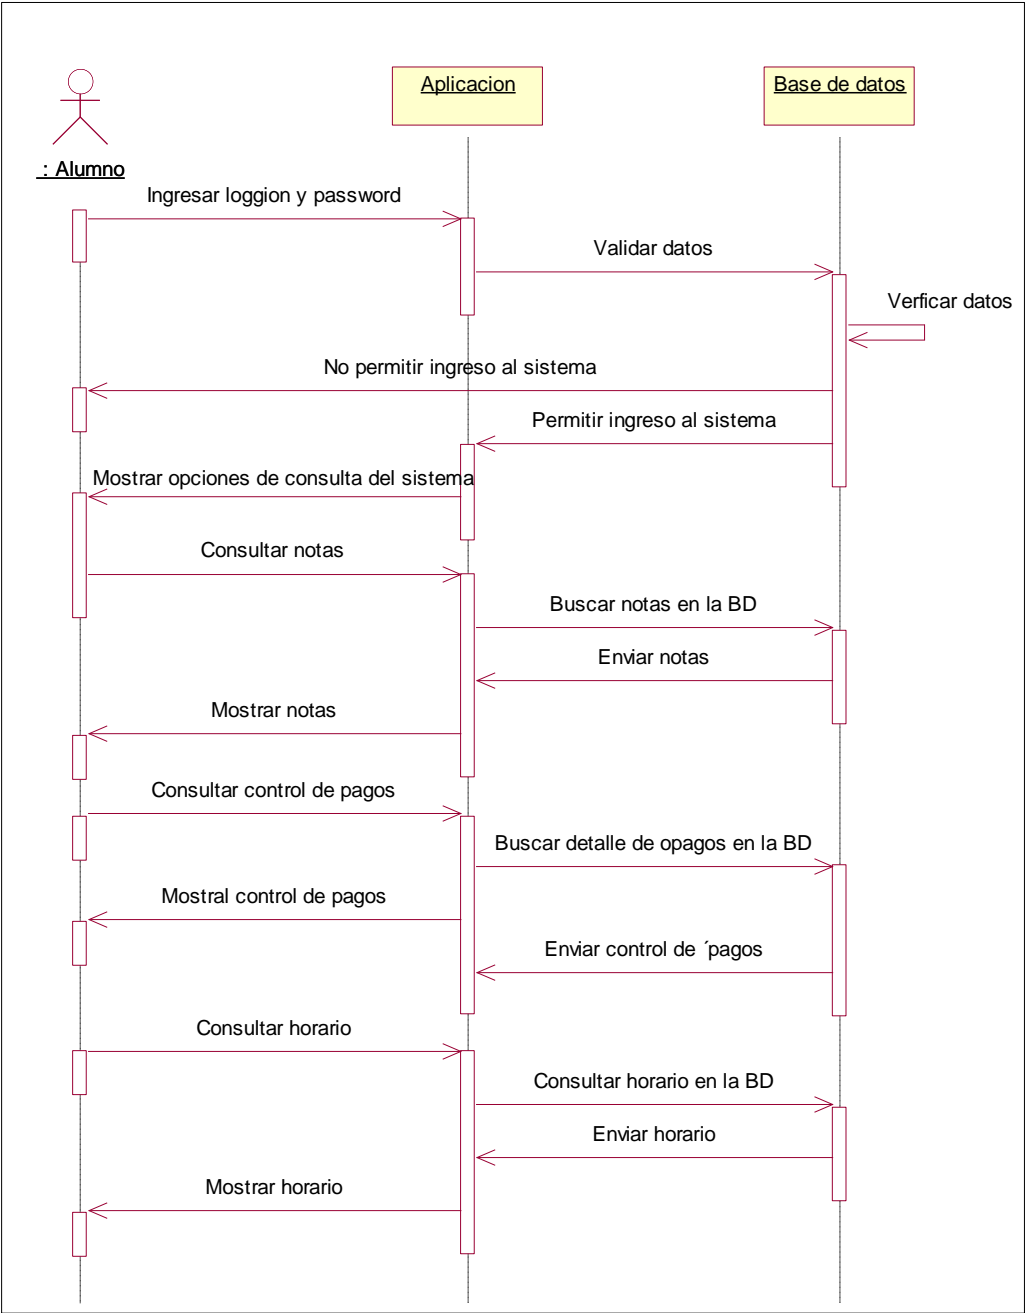 Aplicacion
Base de datos
: Alumno
Ingresar loggion y password
Validar datos
Verficar datos
No permitir ingreso al sistema
Permitir ingreso al sistema
Mostrar opciones de consulta del sistema
Consultar notas
Buscar notas en la BD
Enviar notas
Mostrar notas
Consultar control de pagos
Buscar detalle de opagos en la BD
Mostral control de pagos
Enviar control de ´pagos
Consultar horario
Consultar horario en la BD
Enviar horario
Mostrar horario